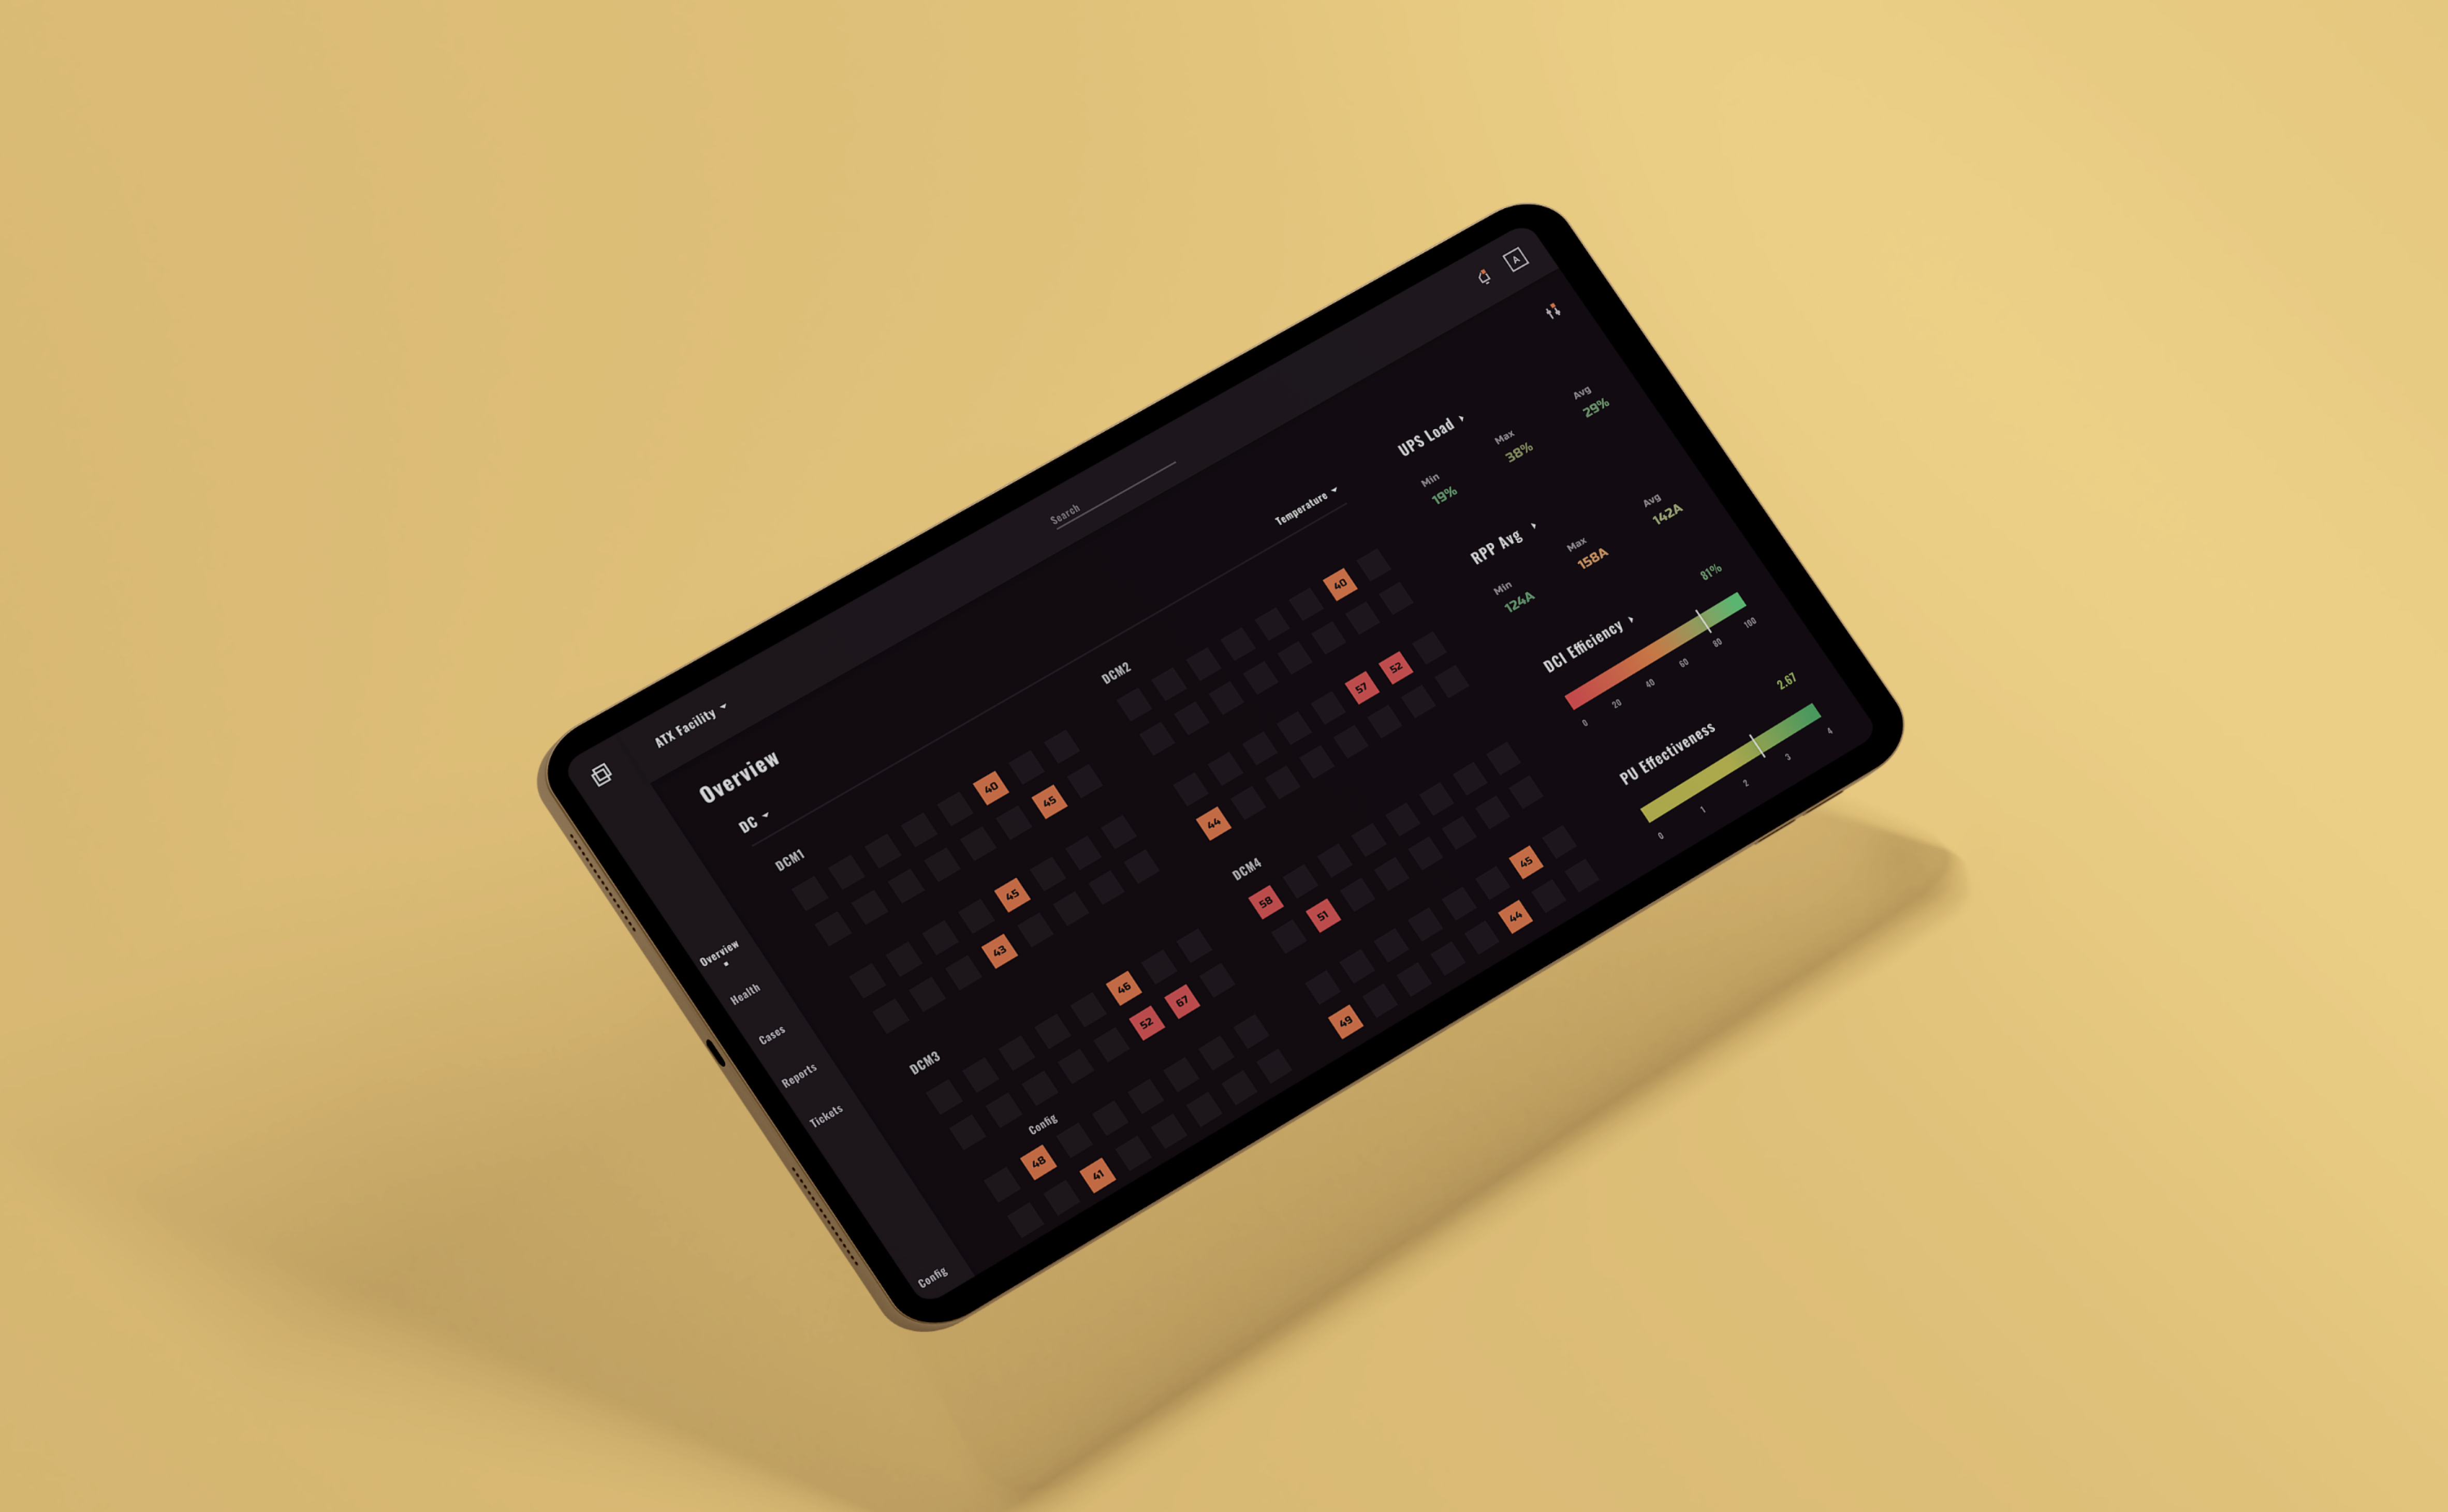 A
Search
ATX Facility
Overview
DC
Temperature
DCM1
40
45
45
43
DCM2
40
57
52
44
DCM3
46
52
67
Config
48
41
DCM4
58
51
45
44
49
UPS Load
Min
Max
Avg
19%
38%
29%
RPP Avg
Min
Max
Avg
124A
158A
142A
DCI Efficiency
81%
0 20 40 60 80 100
PU Effectiveness
2.67
0 1 2 3 4
Overview
Health
Cases
Reports
Tickets
Config